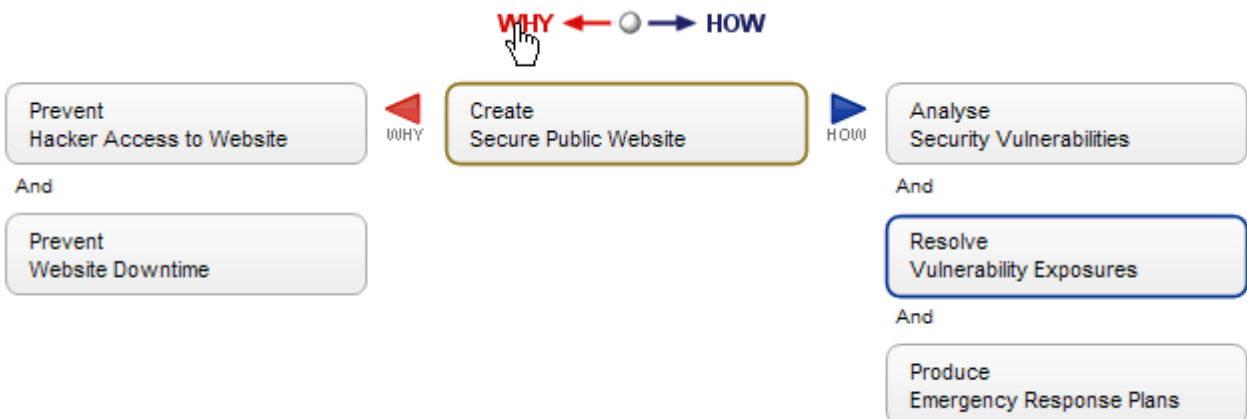 WHY HOW
Prevent
Hacker Access to Website
WHY
Create
Secure Public Website
HOW
Analyse
Security Vulnerabilities
And
And
Prevent
Website Downtime
Resolve
Vulnerability Exposures
And
Produce
Emergency Response Plans